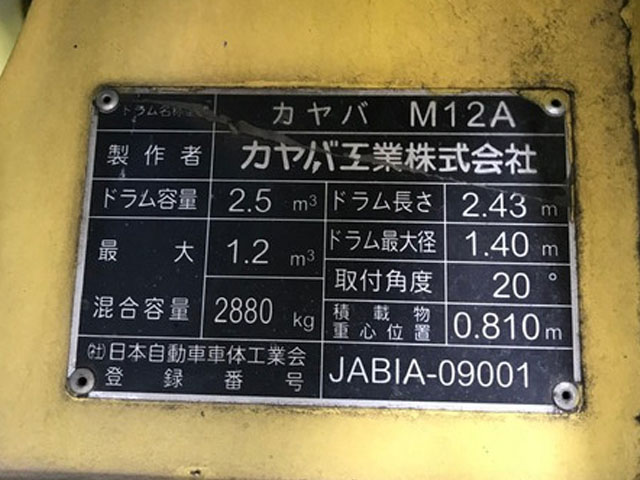 ドラム名称 カヤバ M12A
製作者 カヤバ工業株式会社
ドラム容量 2.5 m³ ドラム長さ 2.43 m
最大 1.2 m³ ドラム最大径 1.40 m
取付角度 20°
混合容量 2880 kg 積載物重心位置 0.810 m
㈳日本自動車車体工業会
登録番号 JABIA-09001